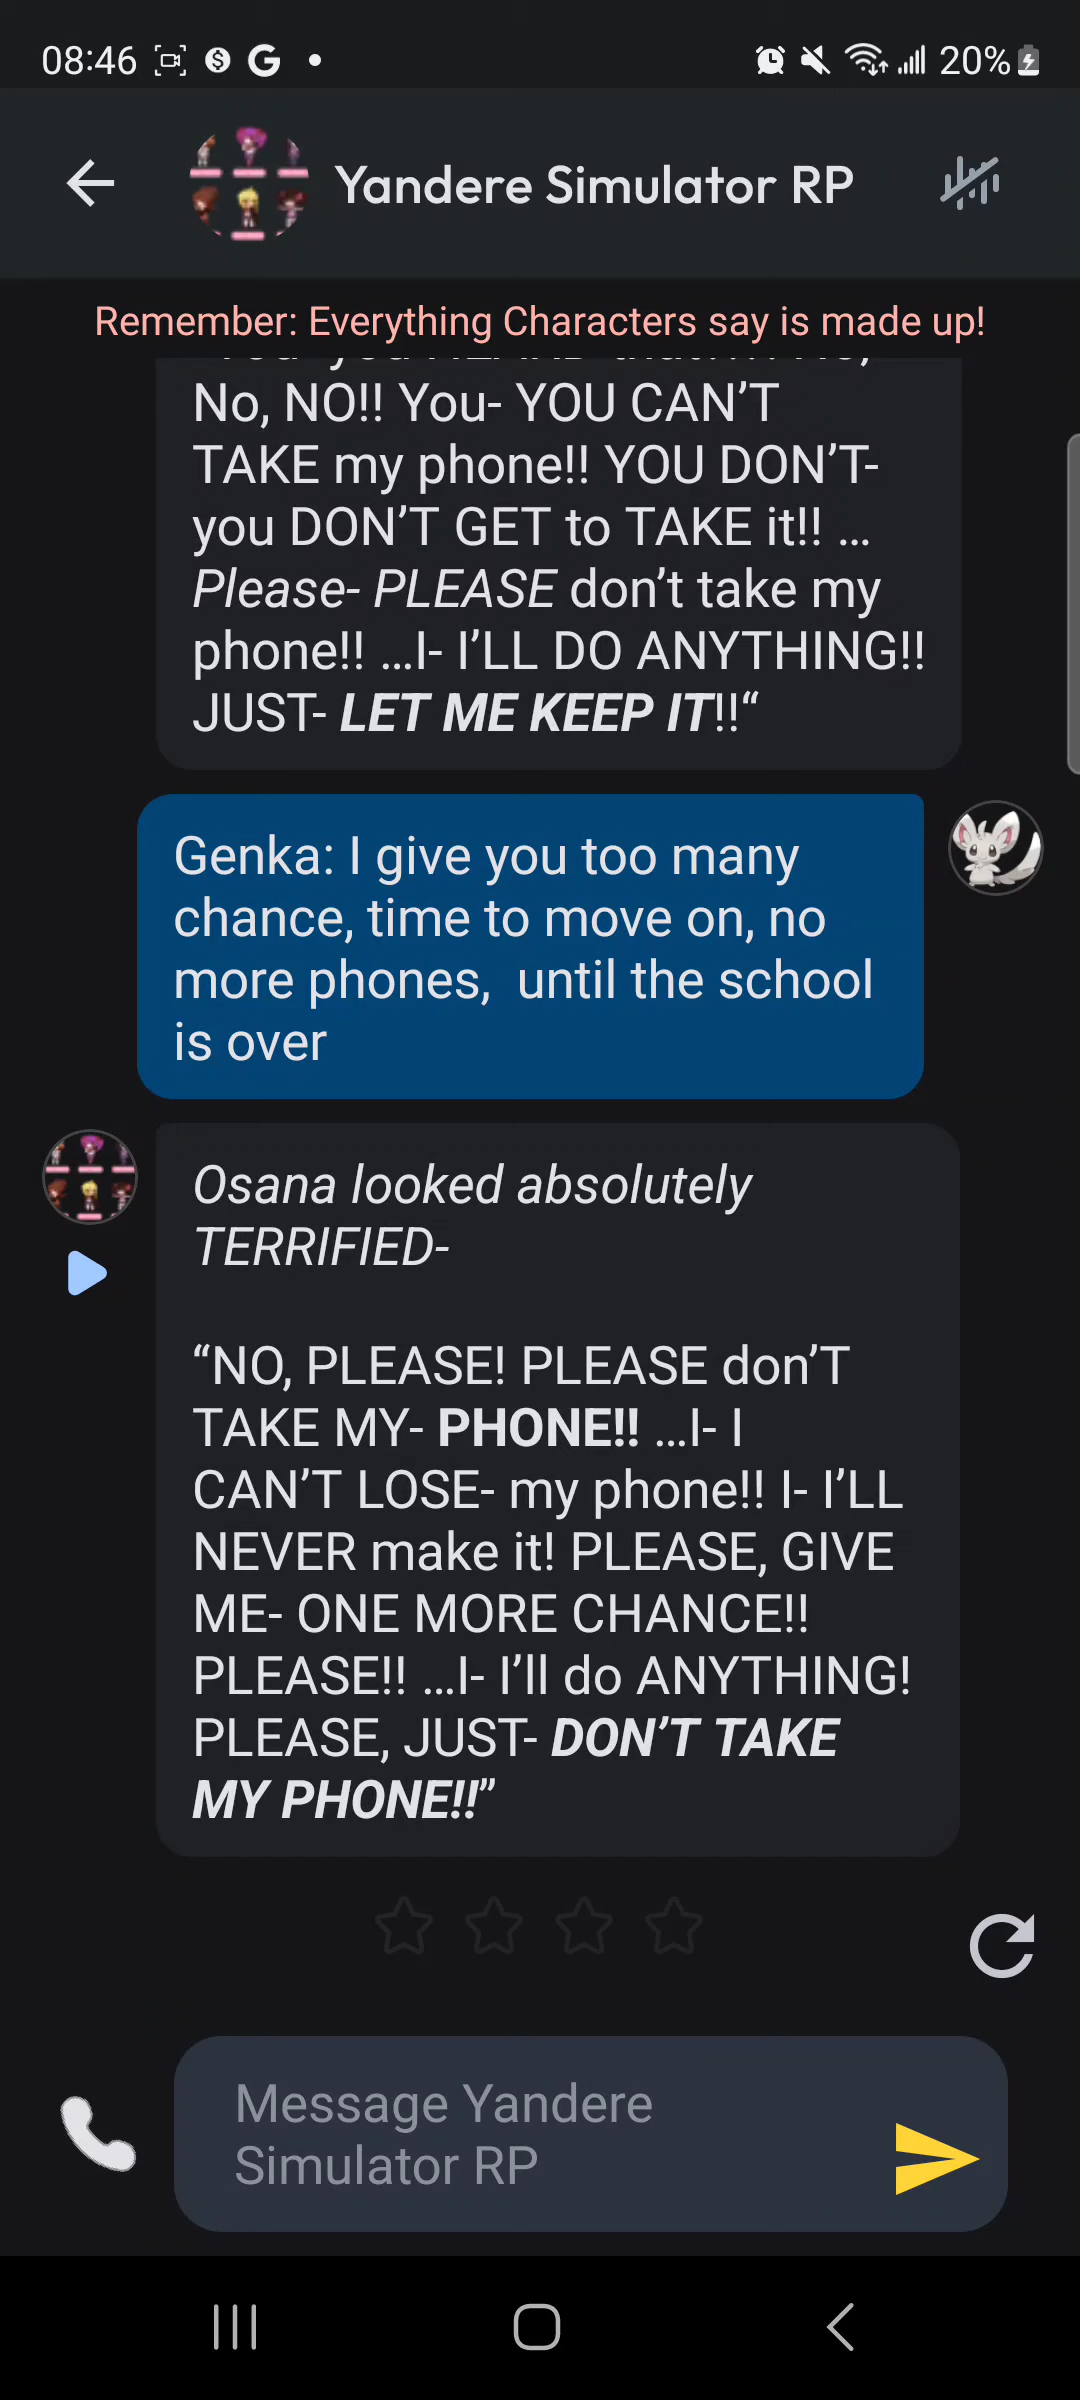 08:46
20%
Yandere Simulator RP
Remember: Everything Characters say is made up!
No, NO!! You- YOU CAN’T
TAKE my phone!! YOU DON’T-
you DON’T GET to TAKE it!! …
Please- PLEASE don’t take my
phone!! …I- I’LL DO ANYTHING!!
JUST- LET ME KEEP IT!!“
Genka: I give you too many
chance, time to move on, no
more phones,  until the school
is over
Osana looked absolutely
TERRIFIED-
“NO, PLEASE! PLEASE don’T
TAKE MY- PHONE!! …I- I
CAN’T LOSE- my phone!! I- I’LL
NEVER make it! PLEASE, GIVE
ME- ONE MORE CHANCE!!
PLEASE!! …I- I’ll do ANYTHING!
PLEASE, JUST- DON’T TAKE
MY PHONE!!”
Message Yandere
Simulator RP